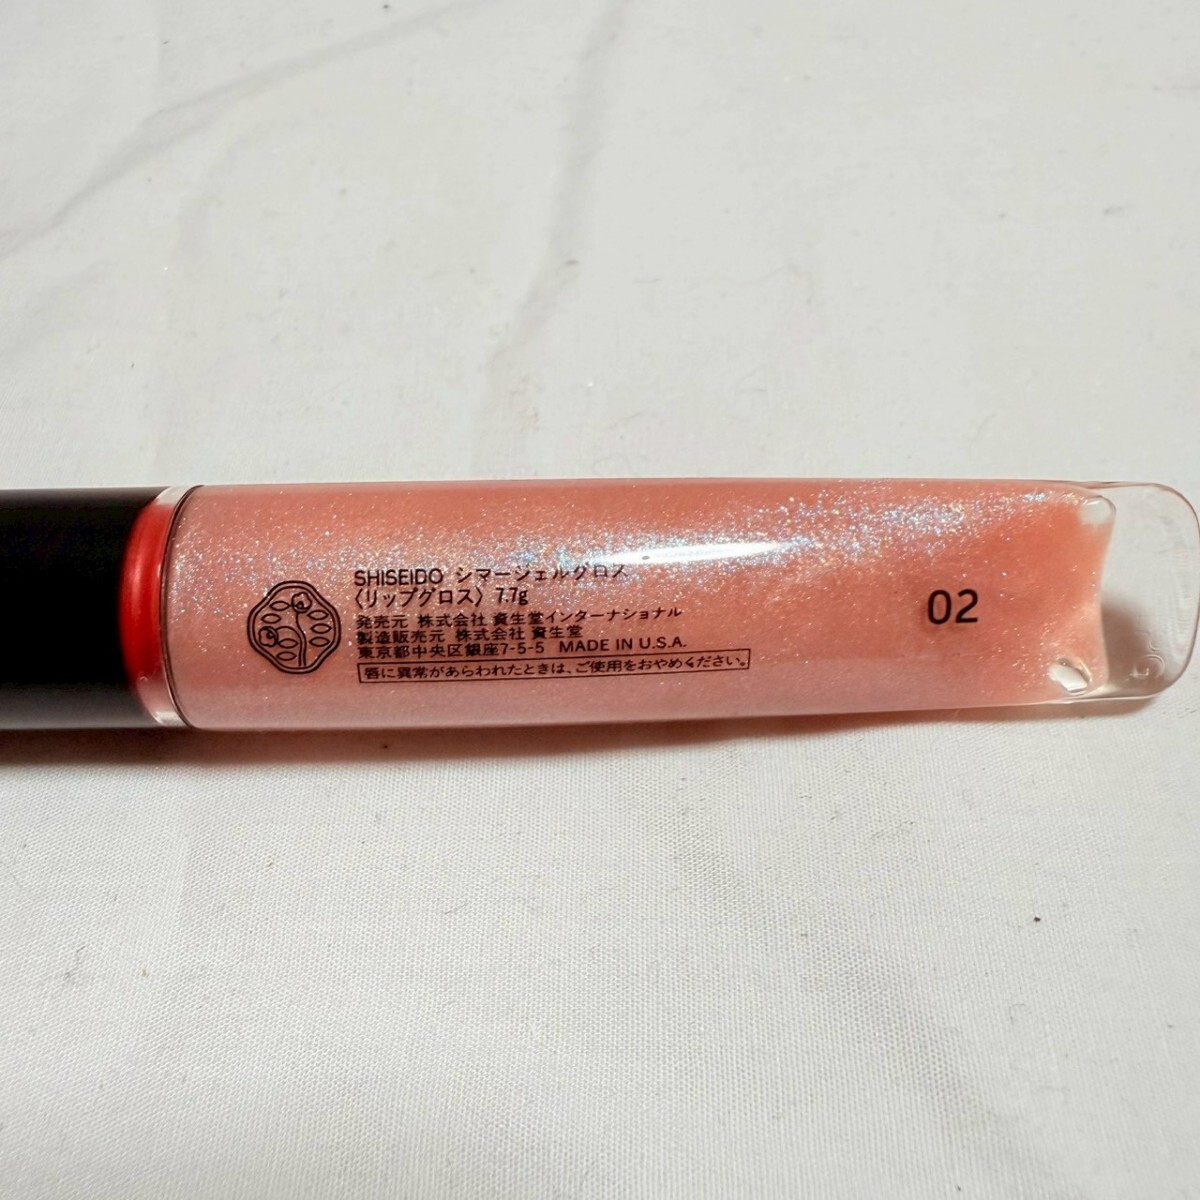 SHISEIDO シマージェルグロス
〈リップグロス〉 7.7g
発売元 株式会社 資生堂インターナショナル
製造販売元 株式会社 資生堂
東京都中央区銀座7-5-5 MADE IN U.S.A.
唇に異常があらわれたときは、ご使用をおやめください。
02